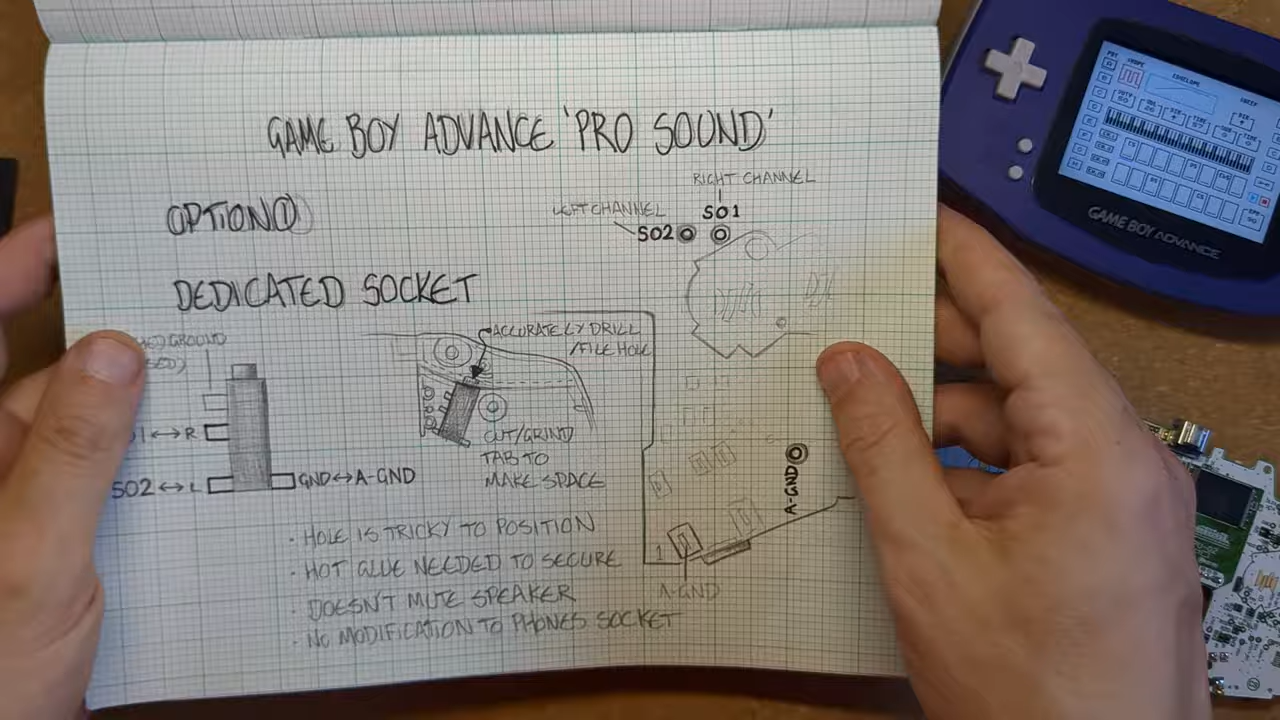 GAME BOY ADVANCE 'PRO SOUND'
OPTION 1
RIGHT CHANNEL
LEFT CHANNEL
SO1
SO2
DEDICATED SOCKET
ACCURATELY DRILL
/FILE HOLE
GROUND
↔ R
SO2 ↔ L
GND ↔ A-GND
CUT/GRIND
TAB TO
MAKE SPACE
A-GND
1
A-GND
· HOLE IS TRICKY TO POSITION
· HOT GLUE NEEDED TO SECURE
· DOESN'T MUTE SPEAKER
· NO MODIFICATION TO PHONES SOCKET
ENVELOPE
GAME BOY ADVANCE